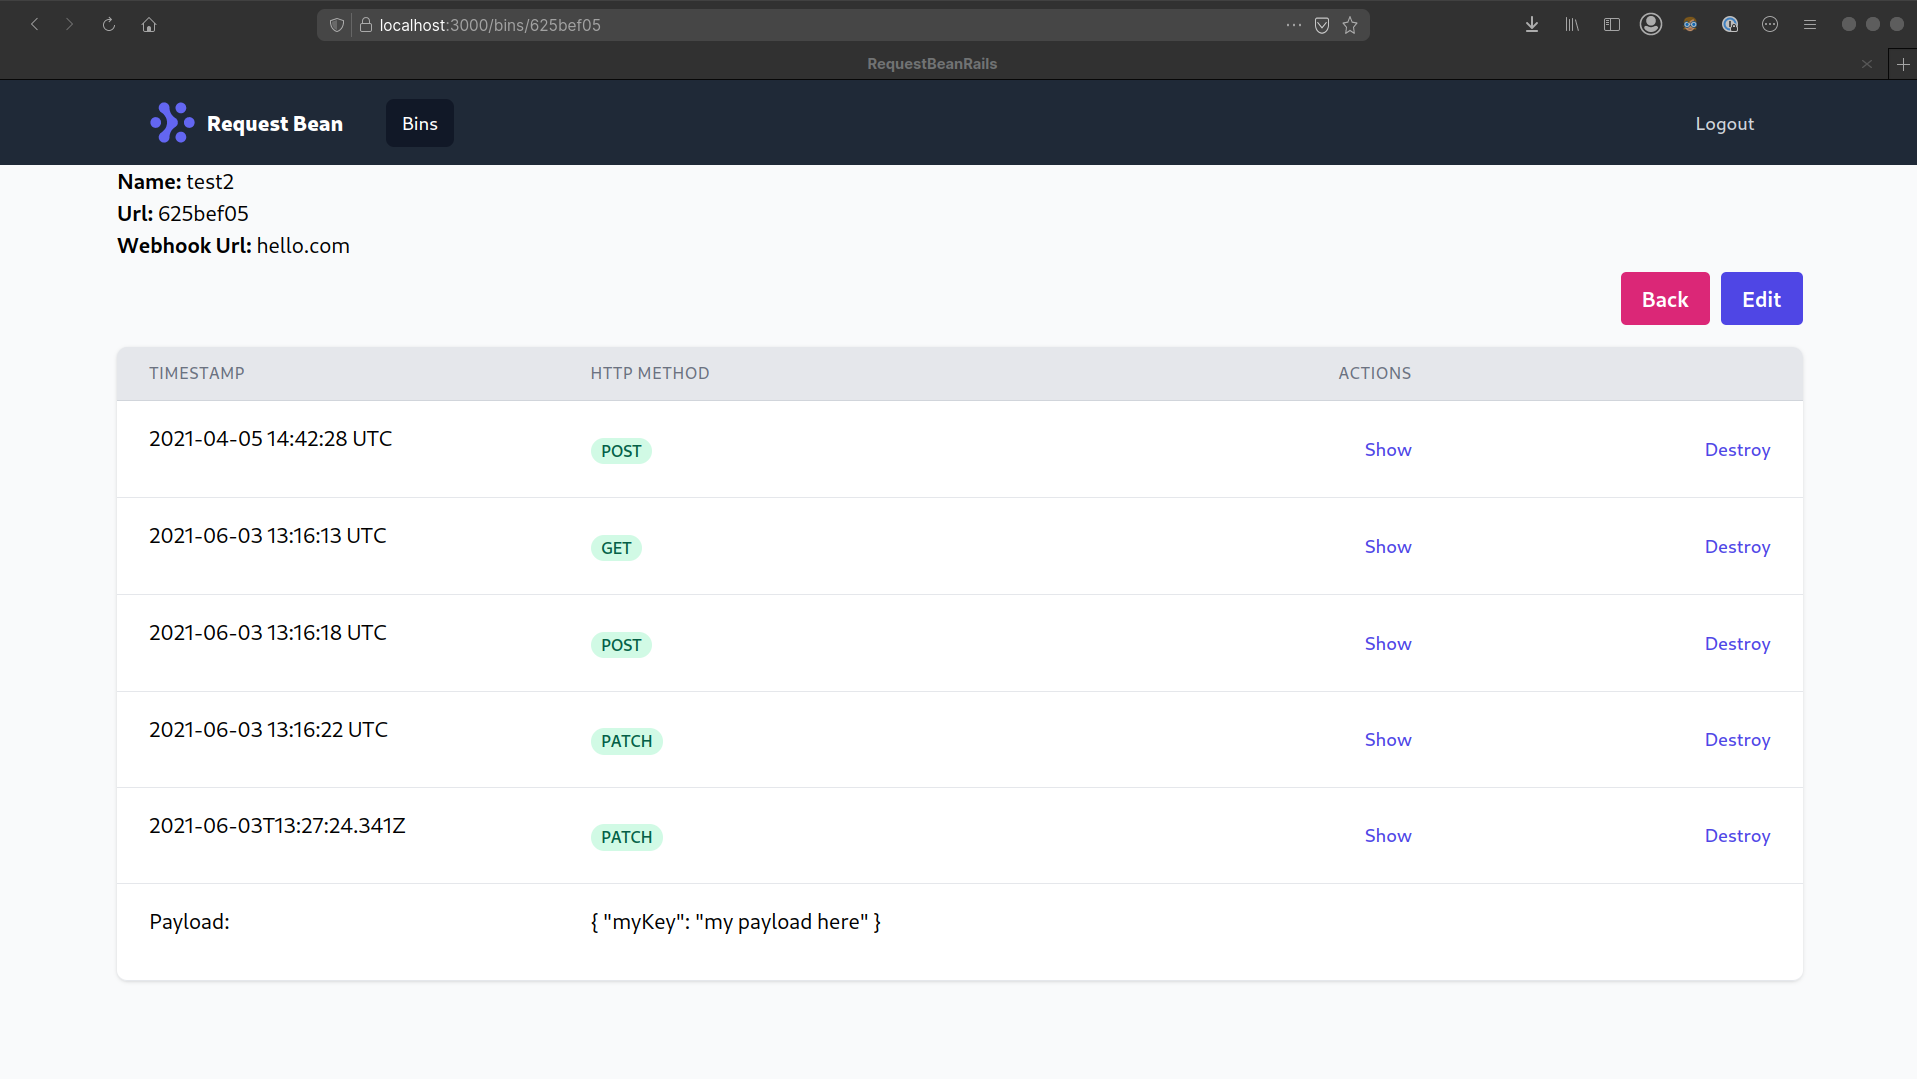 localhost:3000/bins/625bef05
RequestBeanRails
Request Bean Bins Logout
Name: test2
Url: 625bef05
Webhook Url: hello.com
Back Edit
TIMESTAMP HTTP METHOD ACTIONS
2021-04-05 14:42:28 UTC POST Show Destroy
2021-06-03 13:16:13 UTC GET Show Destroy
2021-06-03 13:16:18 UTC POST Show Destroy
2021-06-03 13:16:22 UTC PATCH Show Destroy
2021-06-03T13:27:24.341Z PATCH Show Destroy
Payload: { "myKey": "my payload here" }